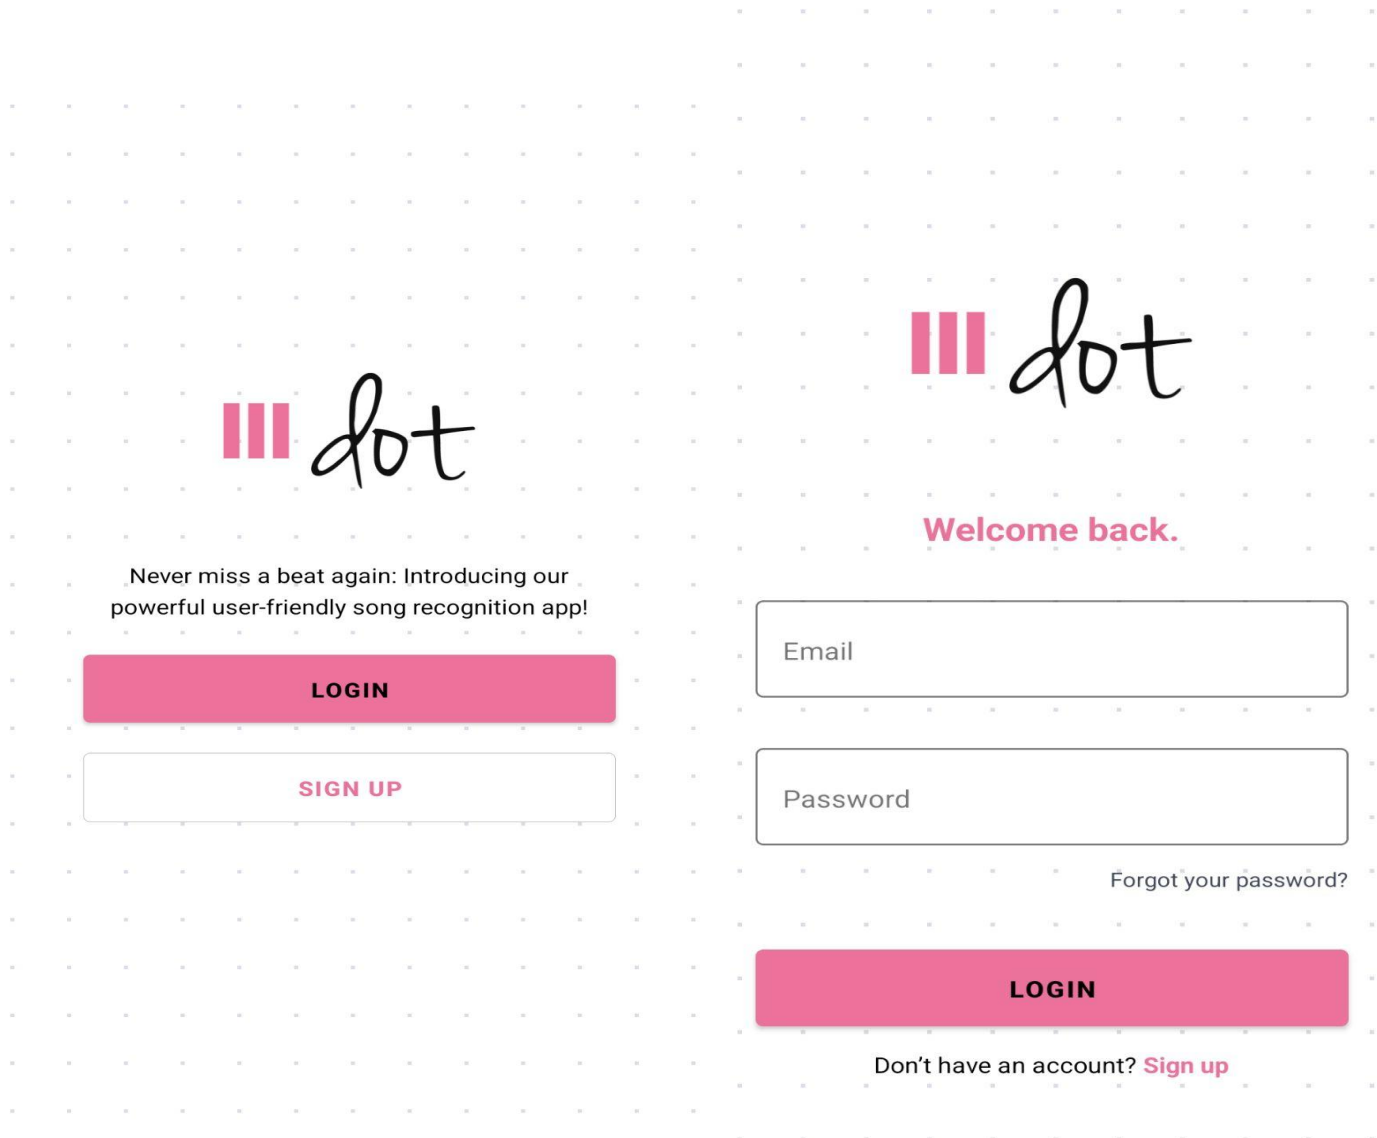 dot
Never miss a beat again: Introducing our
powerful user-friendly song recognition app!
LOGIN
SIGN UP
dot
Welcome back.
Email
Password
Forgot your password?
LOGIN
Don’t have an account? Sign up